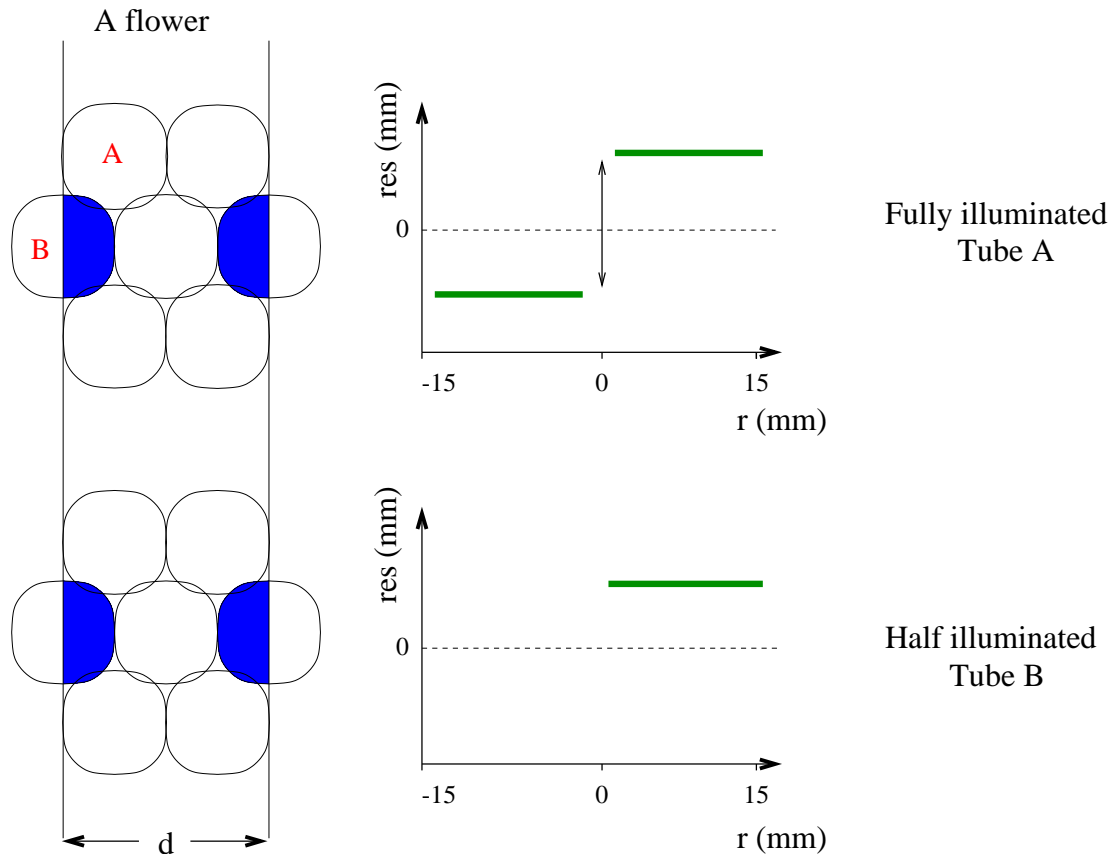 A flower
A
B
d
res (mm)
0
-15
0
15
r (mm)
Fully illuminated
Tube A
res (mm)
0
-15
0
15
r (mm)
Half illuminated
Tube B